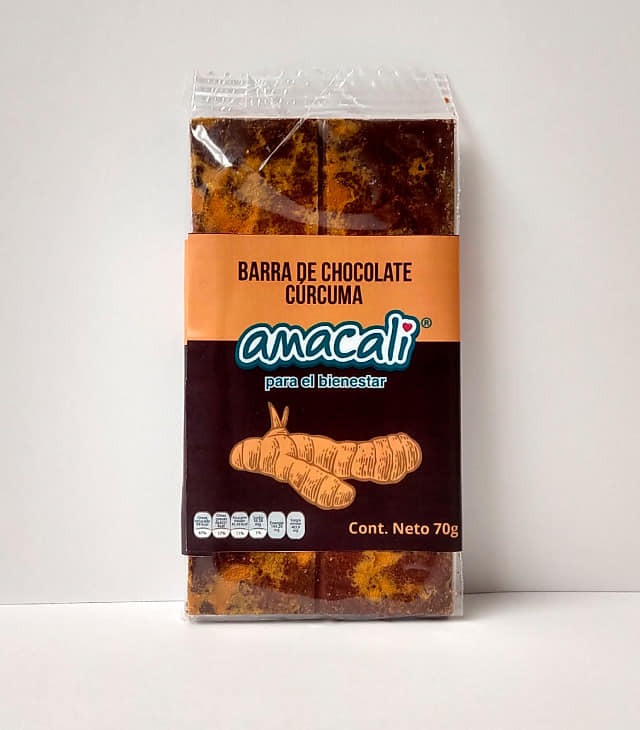 BARRA DE CHOCOLATE
CÚRCUMA
amacali®
para el bienestar
Cont. Neto 70g